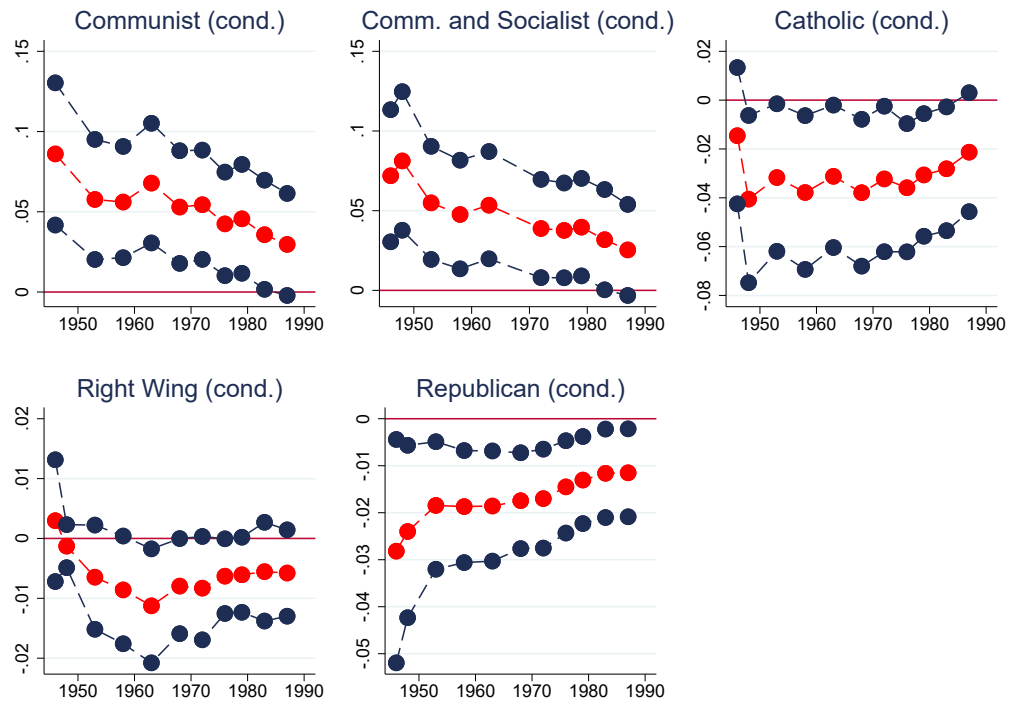 Communist (cond.)
Comm. and Socialist (cond.)
Catholic (cond.)
.15
.1
.05
0
1950 1960 1970 1980 1990
.15
.1
.05
0
1950 1960 1970 1980 1990
.02
0
-.02
-.04
-.06
-.08
1950 1960 1970 1980 1990
Right Wing (cond.)
Republican (cond.)
.02
.01
0
-.01
-.02
1950 1960 1970 1980 1990
0
-.01
-.02
-.03
-.04
-.05
1950 1960 1970 1980 1990